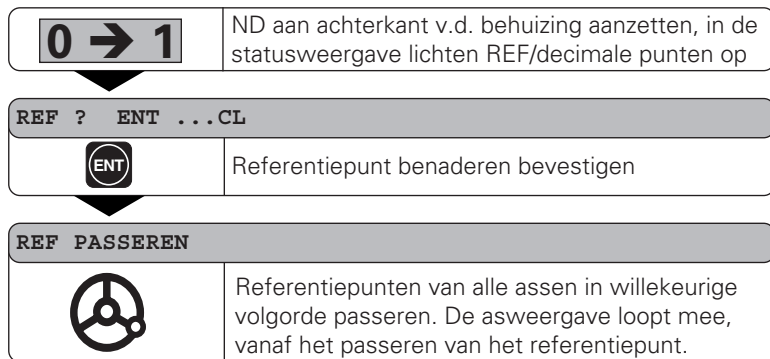 0 → 1
ND aan achterkant v.d. behuizing aanzetten, in de
statusweergave lichten REF/decimale punten op
REF ? ENT ...CL
ENT
Referentiepunt benaderen bevestigen
REF PASSEREN
Referentiepunten van alle assen in willekeurige
volgorde passeren. De asweergave loopt mee,
vanaf het passeren van het referentiepunt.